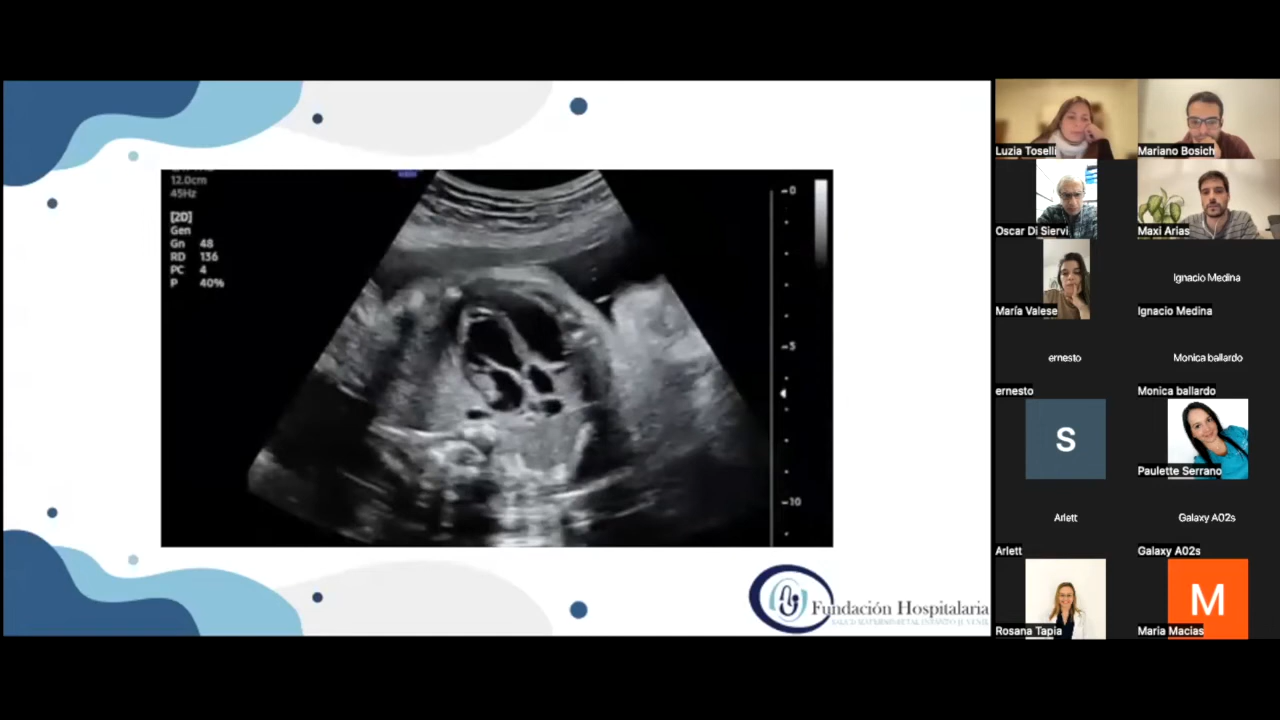 12.0cm
45Hz
[2D]
Gen
Gn 48
RD 136
PC 4
P 40%
0
5
10
Fundación Hospitalaria
Luzia Toselli
Mariano Bosich
Oscar Di Siervi
Maxi Arias
María Valese
Ignacio Medina
Ignacio Medina
ernesto
Monica ballardo
ernesto
Monica ballardo
S
Paulette Serrano
Arlett
Galaxy A02s
Arlett
Galaxy A02s
M
Rosana Tapia
Maria Macias